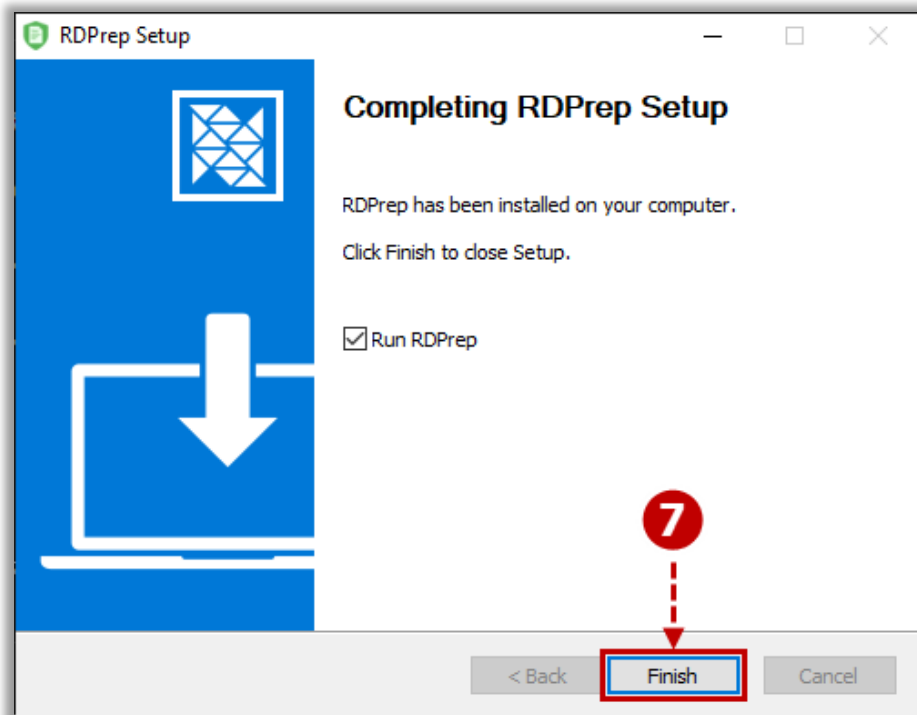 RDPrep Setup
Completing RDPrep Setup
RDPrep has been installed on your computer.
Click Finish to close Setup.
Run RDPrep
7
< Back
Finish
Cancel